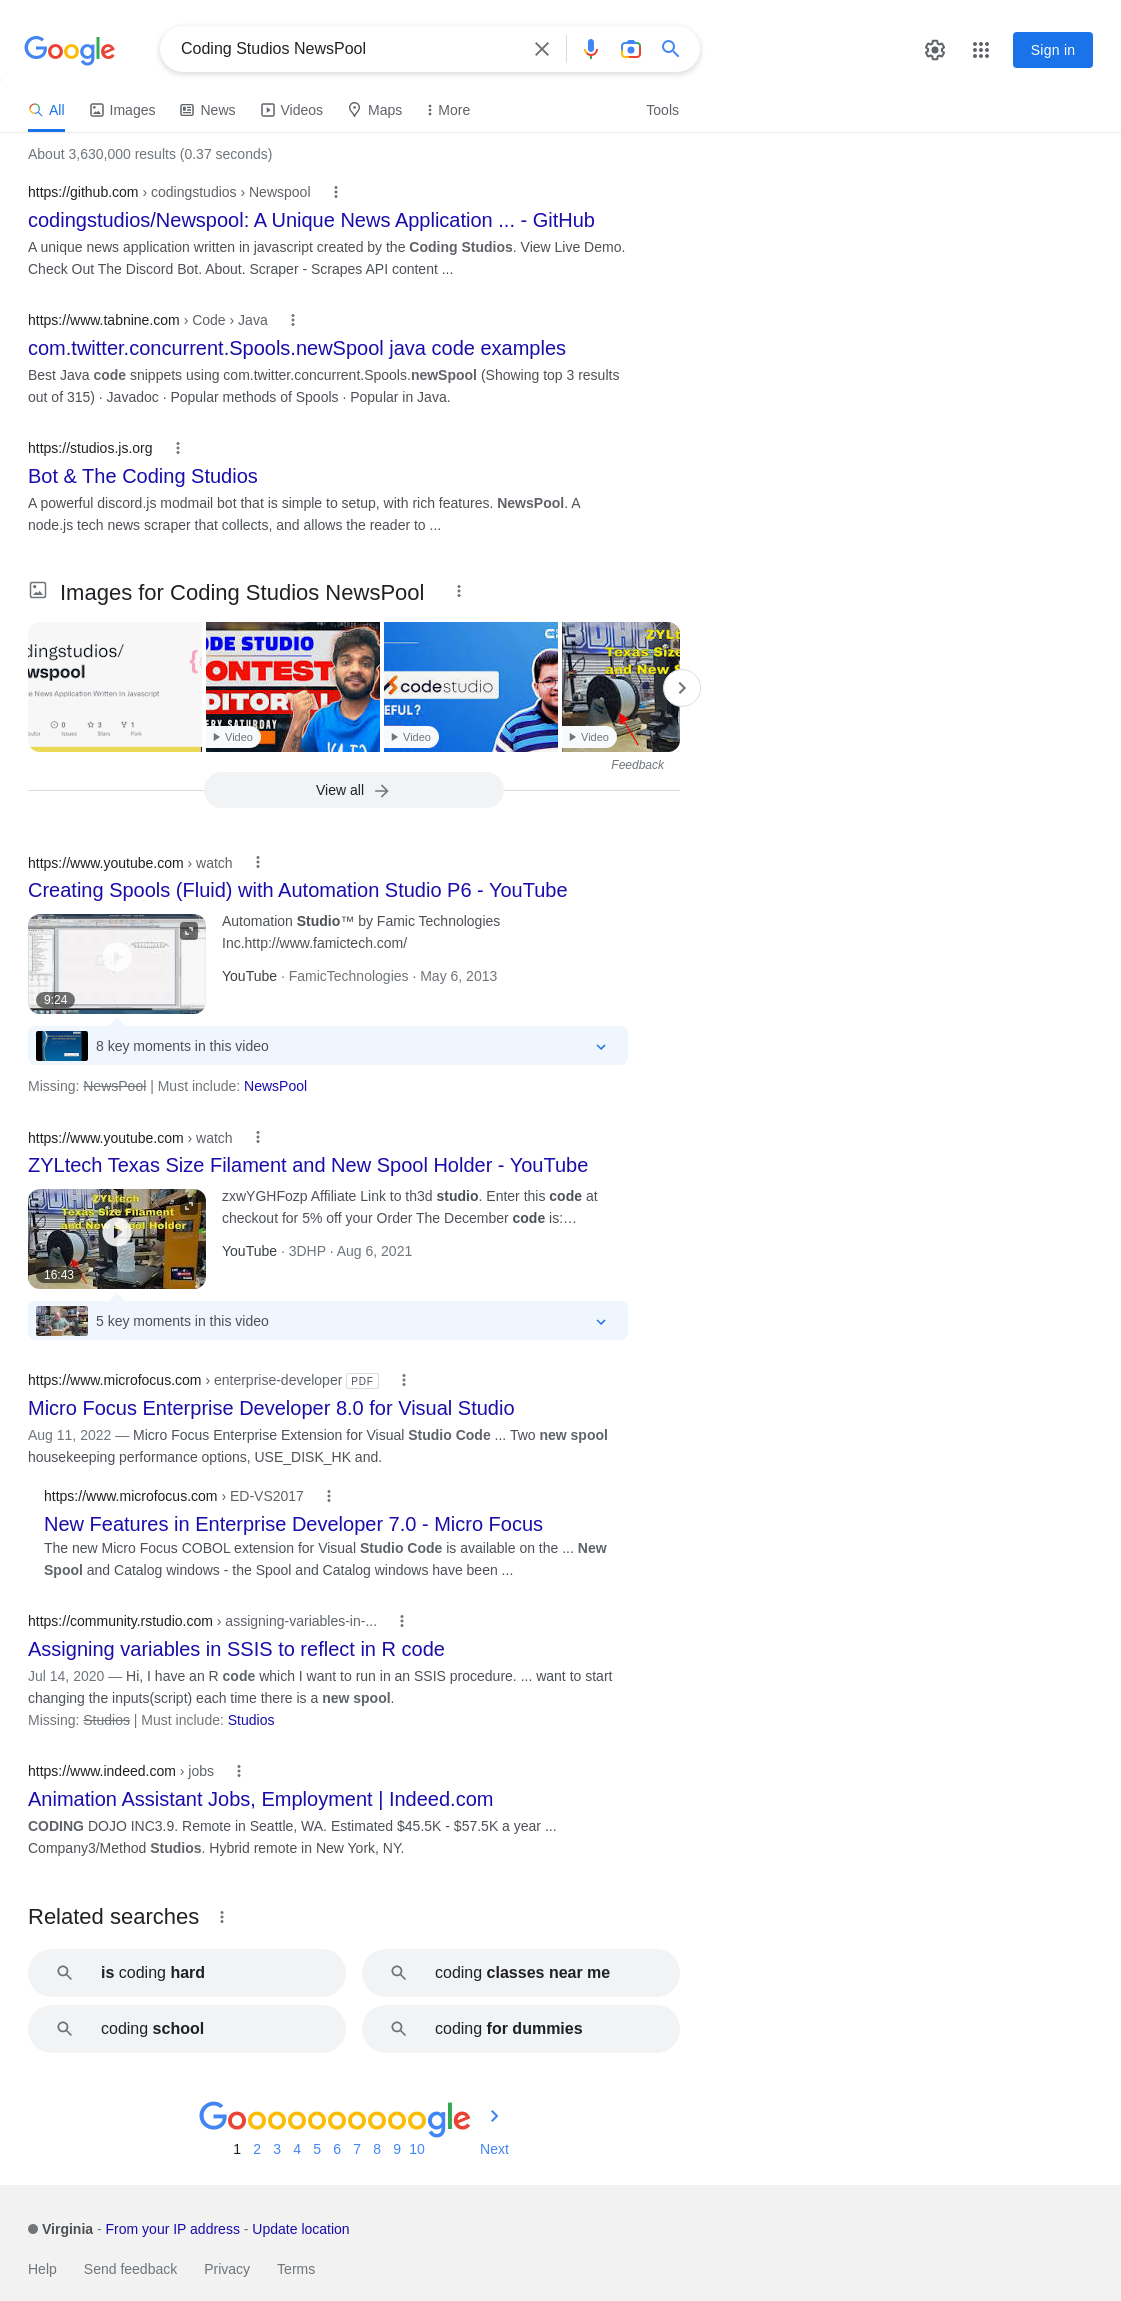 Google
Coding Studios NewsPool
Sign in
All
Images
News
Videos
Maps
More
Tools
About 3,630,000 results (0.37 seconds)
https://github.com › codingstudios › Newspool
codingstudios/Newspool: A Unique News Application ... - GitHub
A unique news application written in javascript created by the Coding Studios. View Live Demo.
Check Out The Discord Bot. About. Scraper - Scrapes API content ...
https://www.tabnine.com › Code › Java
com.twitter.concurrent.Spools.newSpool java code examples
Best Java code snippets using com.twitter.concurrent.Spools.newSpool (Showing top 3 results
out of 315) · Javadoc · Popular methods of Spools · Popular in Java.
https://studios.js.org
Bot & The Coding Studios
A powerful discord.js modmail bot that is simple to setup, with rich features. NewsPool. A
node.js tech news scraper that collects, and allows the reader to ...
Images for Coding Studios NewsPool
dingstudios/
wspool
e News Application Written In Javascript
0
3
1
Issues
Stars
Fork
ODE STUDIO
ONTEST
DITORIAL
ERY SATURDAY
Video
codestudio
EFUL?
Video
3DHP
Texas Size
and New S
Video
Feedback
View all
https://www.youtube.com › watch
Creating Spools (Fluid) with Automation Studio P6 - YouTube
Automation Studio™ by Famic Technologies
Inc.http://www.famictech.com/
YouTube · FamicTechnologies · May 6, 2013
9:24
8 key moments in this video
Missing: NewsPool | Must include: NewsPool
https://www.youtube.com › watch
ZYLtech Texas Size Filament and New Spool Holder - YouTube
ZYLtech
Texas Size Filament
and New Spool Holder
zxwYGHFozp Affiliate Link to th3d studio. Enter this code at
checkout for 5% off your Order The December code is:…
YouTube · 3DHP · Aug 6, 2021
16:43
5 key moments in this video
https://www.microfocus.com › enterprise-developer PDF
Micro Focus Enterprise Developer 8.0 for Visual Studio
Aug 11, 2022 — Micro Focus Enterprise Extension for Visual Studio Code ... Two new spool
housekeeping performance options, USE_DISK_HK and.
https://www.microfocus.com › ED-VS2017
New Features in Enterprise Developer 7.0 - Micro Focus
The new Micro Focus COBOL extension for Visual Studio Code is available on the ... New
Spool and Catalog windows - the Spool and Catalog windows have been ...
https://community.rstudio.com › assigning-variables-in-...
Assigning variables in SSIS to reflect in R code
Jul 14, 2020 — Hi, I have an R code which I want to run in an SSIS procedure. ... want to start
changing the inputs(script) each time there is a new spool.
Missing: Studios | Must include: Studios
https://www.indeed.com › jobs
Animation Assistant Jobs, Employment | Indeed.com
CODING DOJO INC3.9. Remote in Seattle, WA. Estimated $45.5K - $57.5K a year ...
Company3/Method Studios. Hybrid remote in New York, NY.
Related searches
is coding hard
coding classes near me
coding school
coding for dummies
Goooooooooogle
1 2 3 4 5 6 7 8 9 10 Next
Virginia - From your IP address - Update location
Help Send feedback Privacy Terms